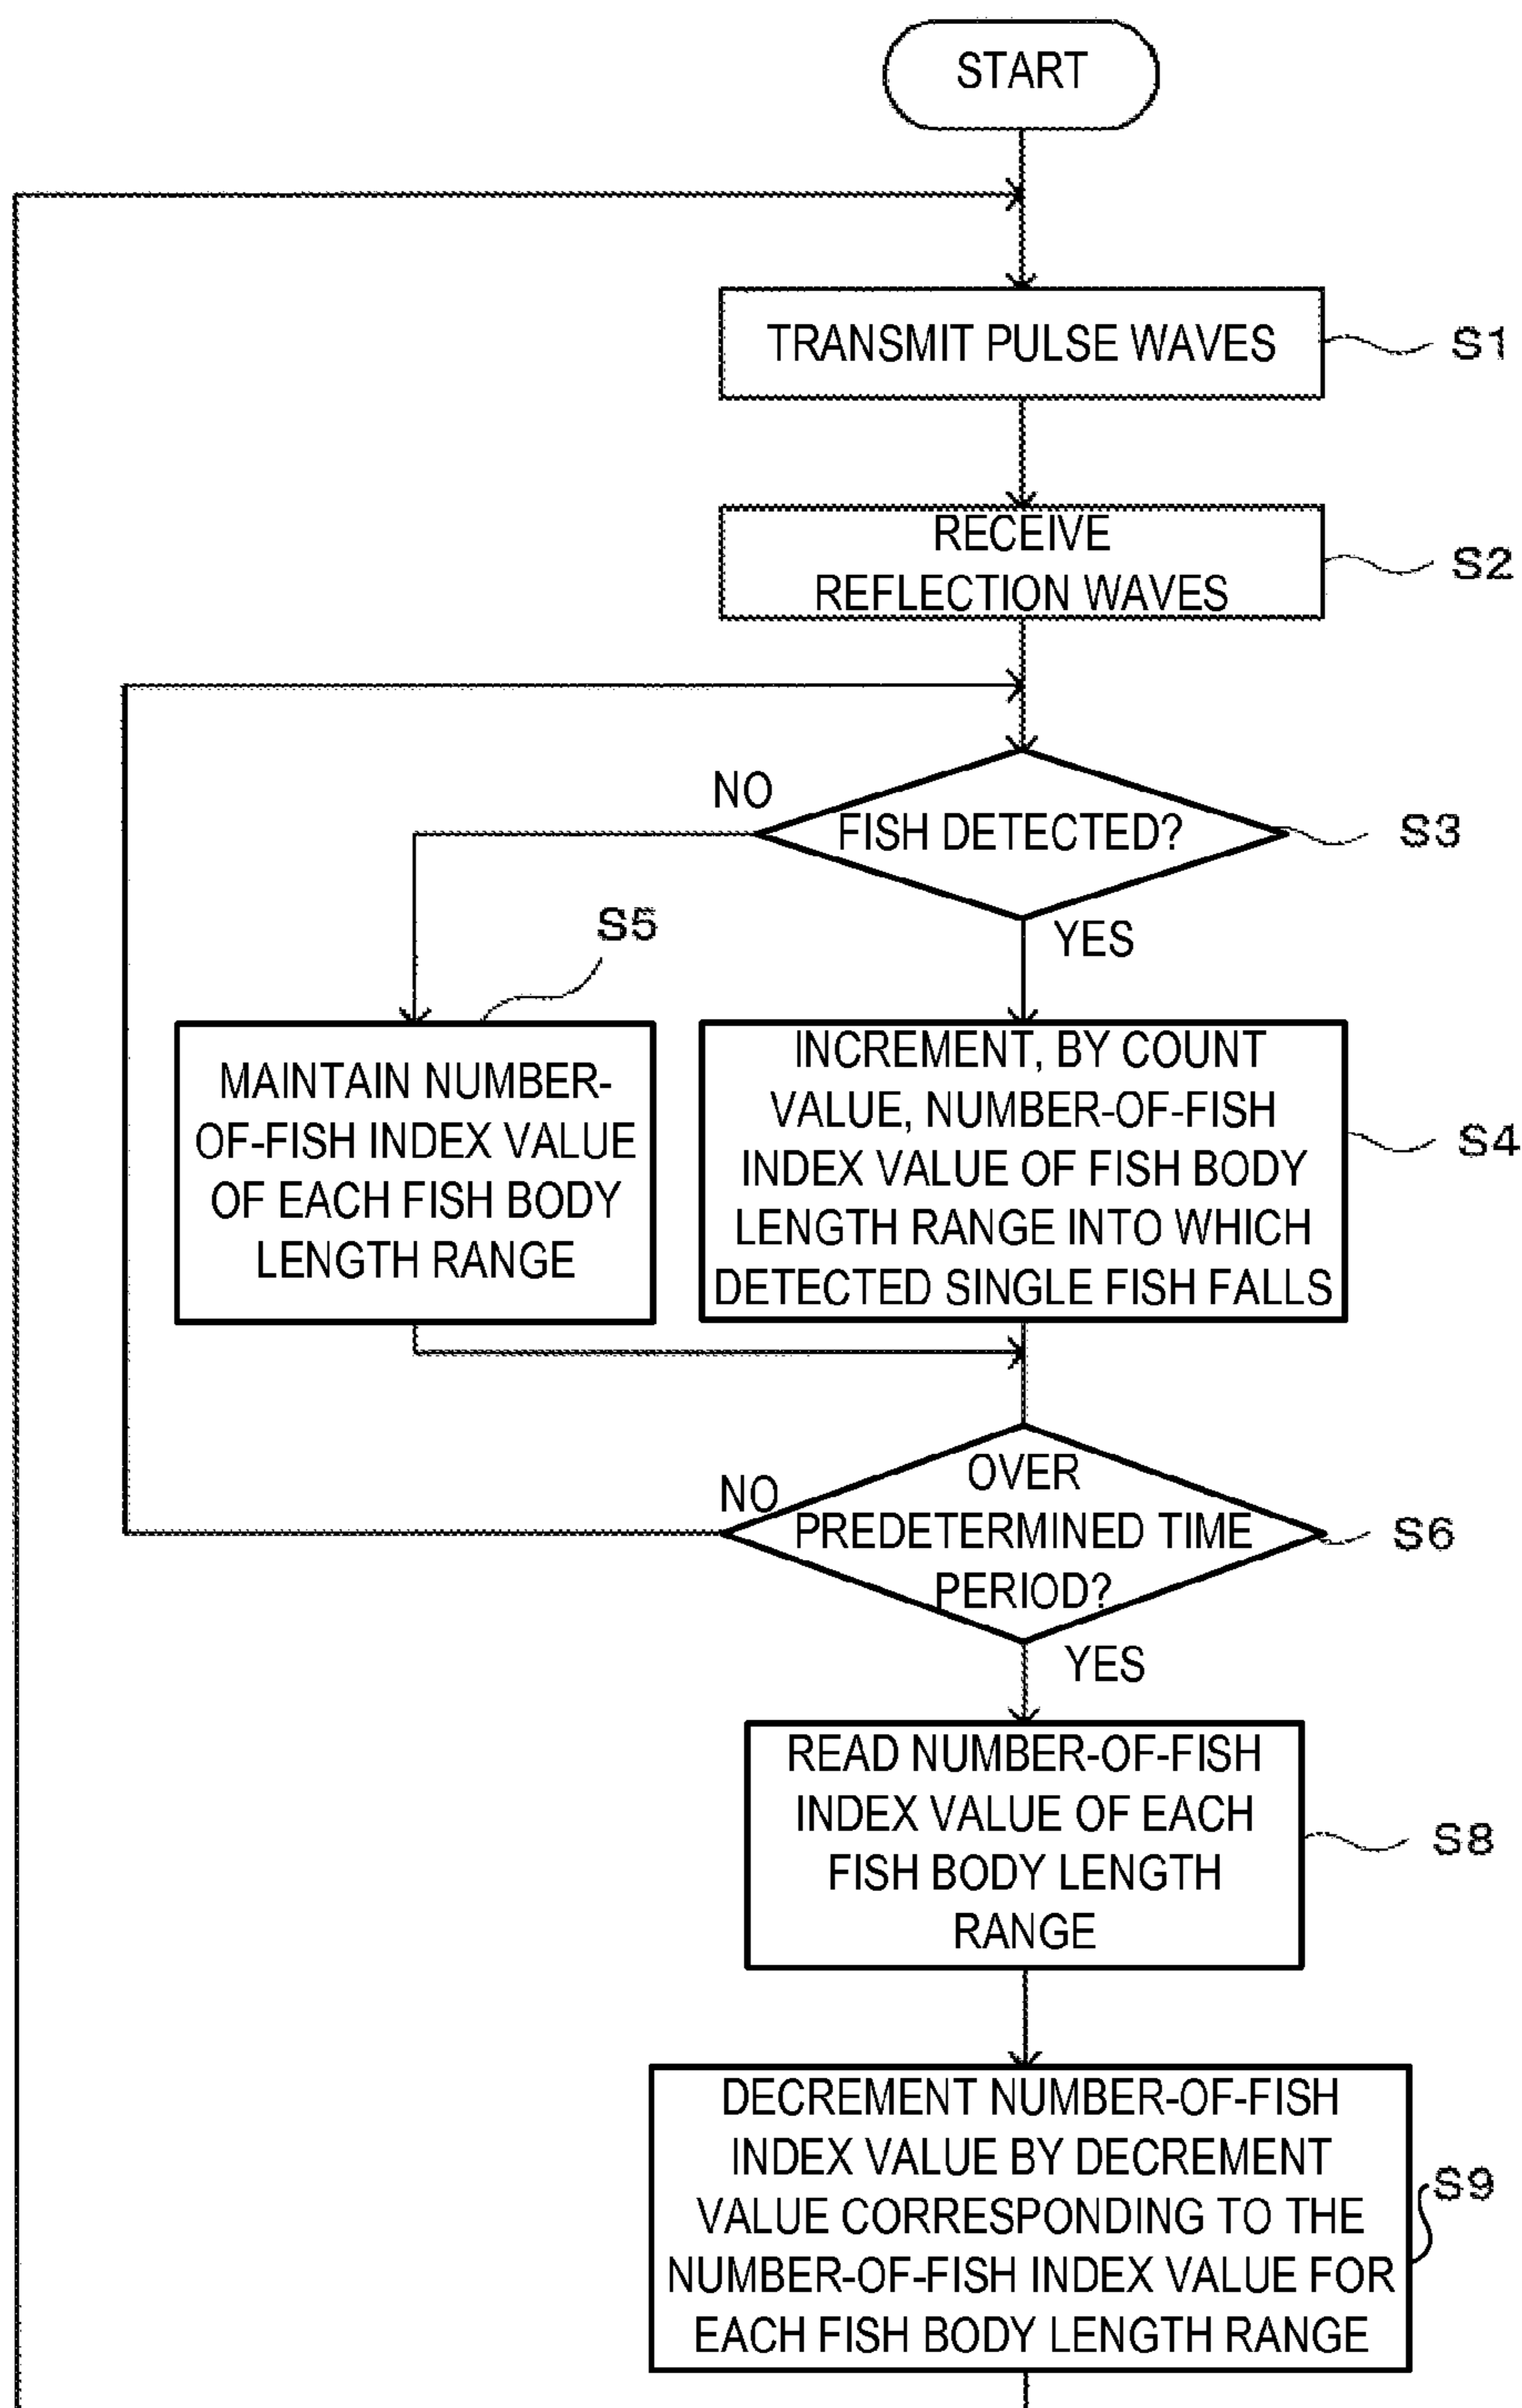 START
TRANSMIT PULSE WAVES
S1
RECEIVE
REFLECTION WAVES
S2
NO
FISH DETECTED?
S3
YES
S5
MAINTAIN NUMBER-
OF-FISH INDEX VALUE
OF EACH FISH BODY
LENGTH RANGE
INCREMENT, BY COUNT
VALUE, NUMBER-OF-FISH
INDEX VALUE OF FISH BODY
LENGTH RANGE INTO WHICH
DETECTED SINGLE FISH FALLS
S4
NO
OVER
PREDETERMINED TIME
PERIOD?
S6
YES
READ NUMBER-OF-FISH
INDEX VALUE OF EACH
FISH BODY LENGTH
RANGE
S8
DECREMENT NUMBER-OF-FISH
INDEX VALUE BY DECREMENT
VALUE CORRESPONDING TO THE
NUMBER-OF-FISH INDEX VALUE FOR
EACH FISH BODY LENGTH RANGE
S9